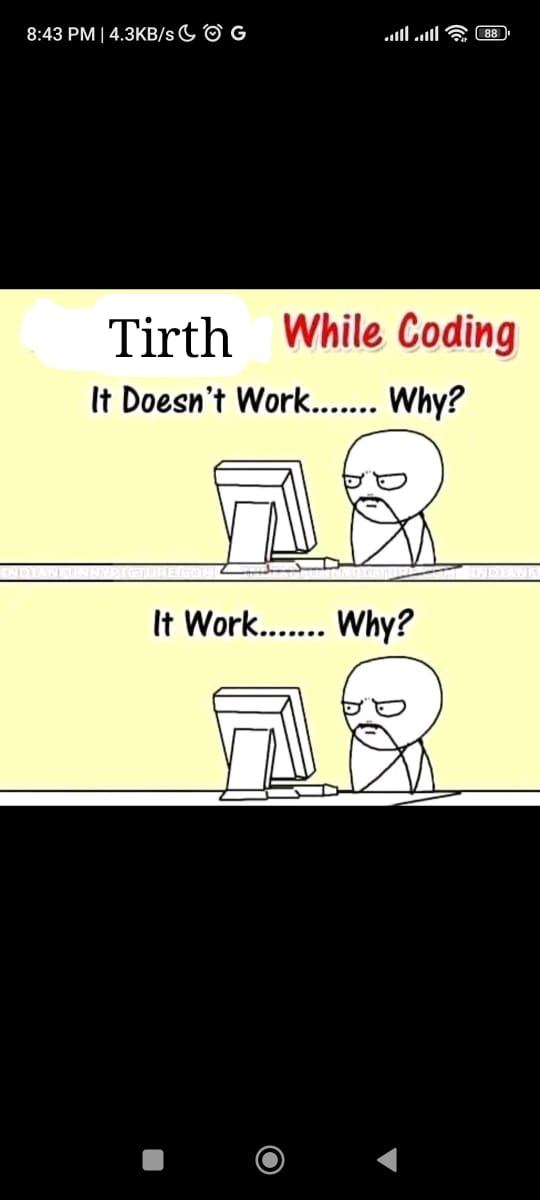 8:43 PM | 4.3KB/s G 88
Tirth While Coding
It Doesn't Work....... Why?
It Work....... Why?